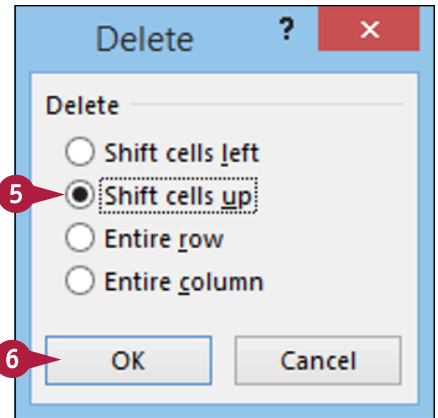 Delete ? ×
Delete
Shift cells left
5 Shift cells up
Entire row
Entire column
6 OK Cancel